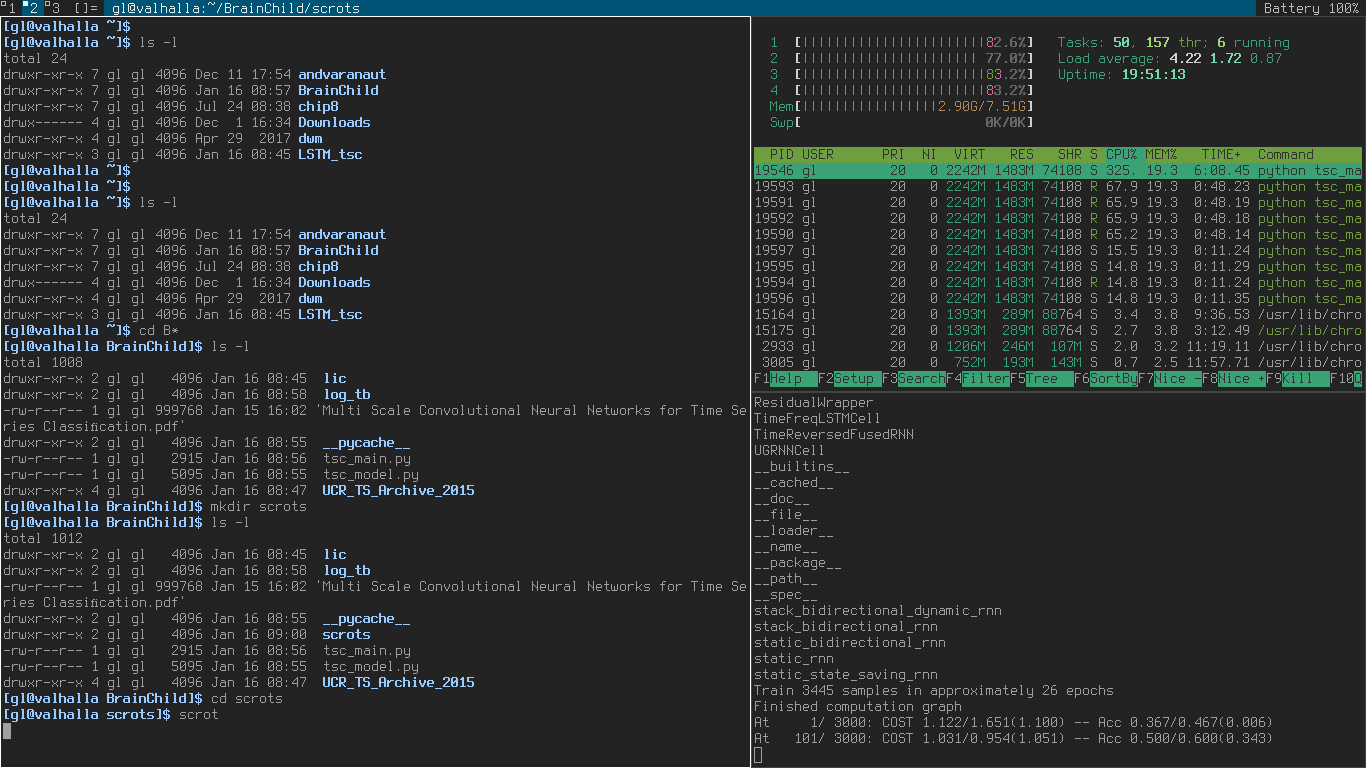 1 2 3 []= gl@valhalla:~/BrainChild/scrots Battery 100%
[gl@valhalla ~]$
[gl@valhalla ~]$ ls -l
total 24
drwxr-xr-x 7 gl gl 4096 Dec 11 17:54 andvaranaut
drwxr-xr-x 7 gl gl 4096 Jan 16 08:57 BrainChild
drwxr-xr-x 7 gl gl 4096 Jul 24 08:38 chip8
drwx------ 4 gl gl 4096 Dec  1 16:34 Downloads
drwxr-xr-x 4 gl gl 4096 Apr 29  2017 dwm
drwxr-xr-x 3 gl gl 4096 Jan 16 08:45 LSTM_tsc
[gl@valhalla ~]$
[gl@valhalla ~]$
[gl@valhalla ~]$ ls -l
total 24
drwxr-xr-x 7 gl gl 4096 Dec 11 17:54 andvaranaut
drwxr-xr-x 7 gl gl 4096 Jan 16 08:57 BrainChild
drwxr-xr-x 7 gl gl 4096 Jul 24 08:38 chip8
drwx------ 4 gl gl 4096 Dec  1 16:34 Downloads
drwxr-xr-x 4 gl gl 4096 Apr 29  2017 dwm
drwxr-xr-x 3 gl gl 4096 Jan 16 08:45 LSTM_tsc
[gl@valhalla ~]$ cd B*
[gl@valhalla BrainChild]$ ls -l
total 1008
drwxr-xr-x 2 gl gl   4096 Jan 16 08:45  lic
drwxr-xr-x 2 gl gl   4096 Jan 16 08:58  log_tb
-rw-r--r-- 1 gl gl 999768 Jan 15 16:02 'Multi Scale Convolutional Neural Networks for Time Se
ries Classification.pdf'
drwxr-xr-x 2 gl gl   4096 Jan 16 08:55  __pycache__
-rw-r--r-- 1 gl gl   2915 Jan 16 08:56  tsc_main.py
-rw-r--r-- 1 gl gl   5095 Jan 16 08:55  tsc_model.py
drwxr-xr-x 4 gl gl   4096 Jan 16 08:47  UCR_TS_Archive_2015
[gl@valhalla BrainChild]$ mkdir scrots
[gl@valhalla BrainChild]$ ls -l
total 1012
drwxr-xr-x 2 gl gl   4096 Jan 16 08:45  lic
drwxr-xr-x 2 gl gl   4096 Jan 16 08:58  log_tb
-rw-r--r-- 1 gl gl 999768 Jan 15 16:02 'Multi Scale Convolutional Neural Networks for Time Se
ries Classification.pdf'
drwxr-xr-x 2 gl gl   4096 Jan 16 08:55  __pycache__
drwxr-xr-x 2 gl gl   4096 Jan 16 09:00  scrots
-rw-r--r-- 1 gl gl   2915 Jan 16 08:56  tsc_main.py
-rw-r--r-- 1 gl gl   5095 Jan 16 08:55  tsc_model.py
drwxr-xr-x 4 gl gl   4096 Jan 16 08:47  UCR_TS_Archive_2015
[gl@valhalla BrainChild]$ cd scrots
[gl@valhalla scrots]$ scrot
1 [||||||||||||||||||||||||82.6%] Tasks: 50, 157 thr; 6 running
2 [|||||||||||||||||||||| 77.0%] Load average: 4.22 1.72 0.87
3 [|||||||||||||||||||||||83.2%] Uptime: 19:51:13
4 [|||||||||||||||||||||||83.2%]
Mem[|||||||||||||||||2.90G/7.51G]
Swp[ 0K/0K]
PID USER PRI NI VIRT RES SHR S CPU% MEM% TIME+ Command
19546 gl 20 0 2242M 1483M 74108 S 325. 19.3 6:08.45 python tsc_ma
19593 gl 20 0 2242M 1483M 74108 R 67.9 19.3 0:48.23 python tsc_ma
19591 gl 20 0 2242M 1483M 74108 R 65.9 19.3 0:48.19 python tsc_ma
19592 gl 20 0 2242M 1483M 74108 R 65.9 19.3 0:48.18 python tsc_ma
19590 gl 20 0 2242M 1483M 74108 R 65.2 19.3 0:48.14 python tsc_ma
19597 gl 20 0 2242M 1483M 74108 S 15.5 19.3 0:11.24 python tsc_ma
19595 gl 20 0 2242M 1483M 74108 S 14.8 19.3 0:11.29 python tsc_ma
19594 gl 20 0 2242M 1483M 74108 R 14.8 19.3 0:11.24 python tsc_ma
19596 gl 20 0 2242M 1483M 74108 S 14.8 19.3 0:11.35 python tsc_ma
15164 gl 20 0 1393M 289M 88764 S 3.4 3.8 9:36.53 /usr/lib/chro
15175 gl 20 0 1393M 289M 88764 S 2.7 3.8 3:12.49 /usr/lib/chro
2933 gl 20 0 1206M 246M 107M S 2.0 3.2 11:19.11 /usr/lib/chro
3005 gl 20 0 752M 193M 143M S 0.7 2.5 11:57.71 /usr/lib/chro
F1Help F2Setup F3SearchF4FilterF5Tree F6SortByF7Nice -F8Nice +F9Kill F10Q
ResidualWrapper
TimeFreqLSTMCell
TimeReversedFusedRNN
UGRNNCell
__builtins__
__cached__
__doc__
__file__
__loader__
__name__
__package__
__path__
__spec__
stack_bidirectional_dynamic_rnn
stack_bidirectional_rnn
static_bidirectional_rnn
static_rnn
static_state_saving_rnn
Train 3445 samples in approximately 26 epochs
Finished computation graph
At     1/ 3000: COST 1.122/1.651(1.100) -- Acc 0.367/0.467(0.006)
At   101/ 3000: COST 1.031/0.954(1.051) -- Acc 0.500/0.600(0.343)